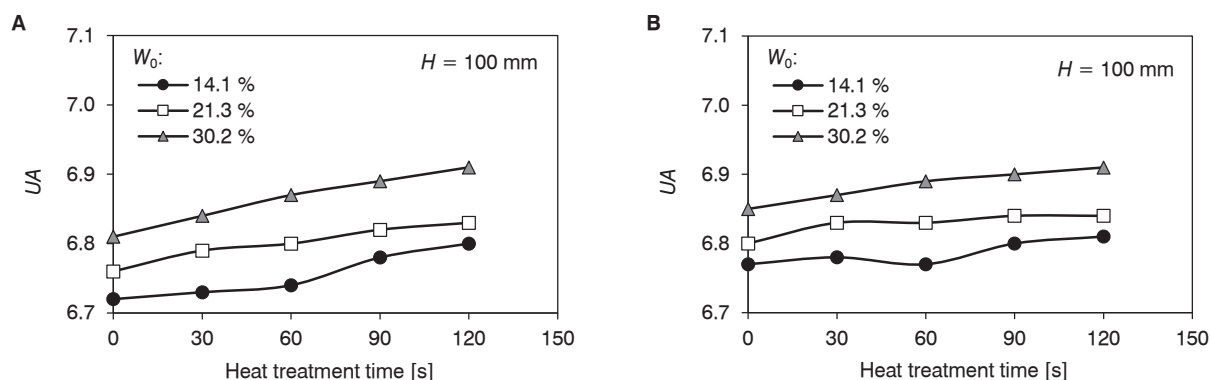 A
7.1
7.0
6.9
6.8
6.7
UA
W₀:
14.1 %
21.3 %
30.2 %
H = 100 mm
0 30 60 90 120 150
Heat treatment time [s]
B
7.1
7.0
6.9
6.8
6.7
UA
W₀:
14.1 %
21.3 %
30.2 %
H = 100 mm
0 30 60 90 120 150
Heat treatment time [s]